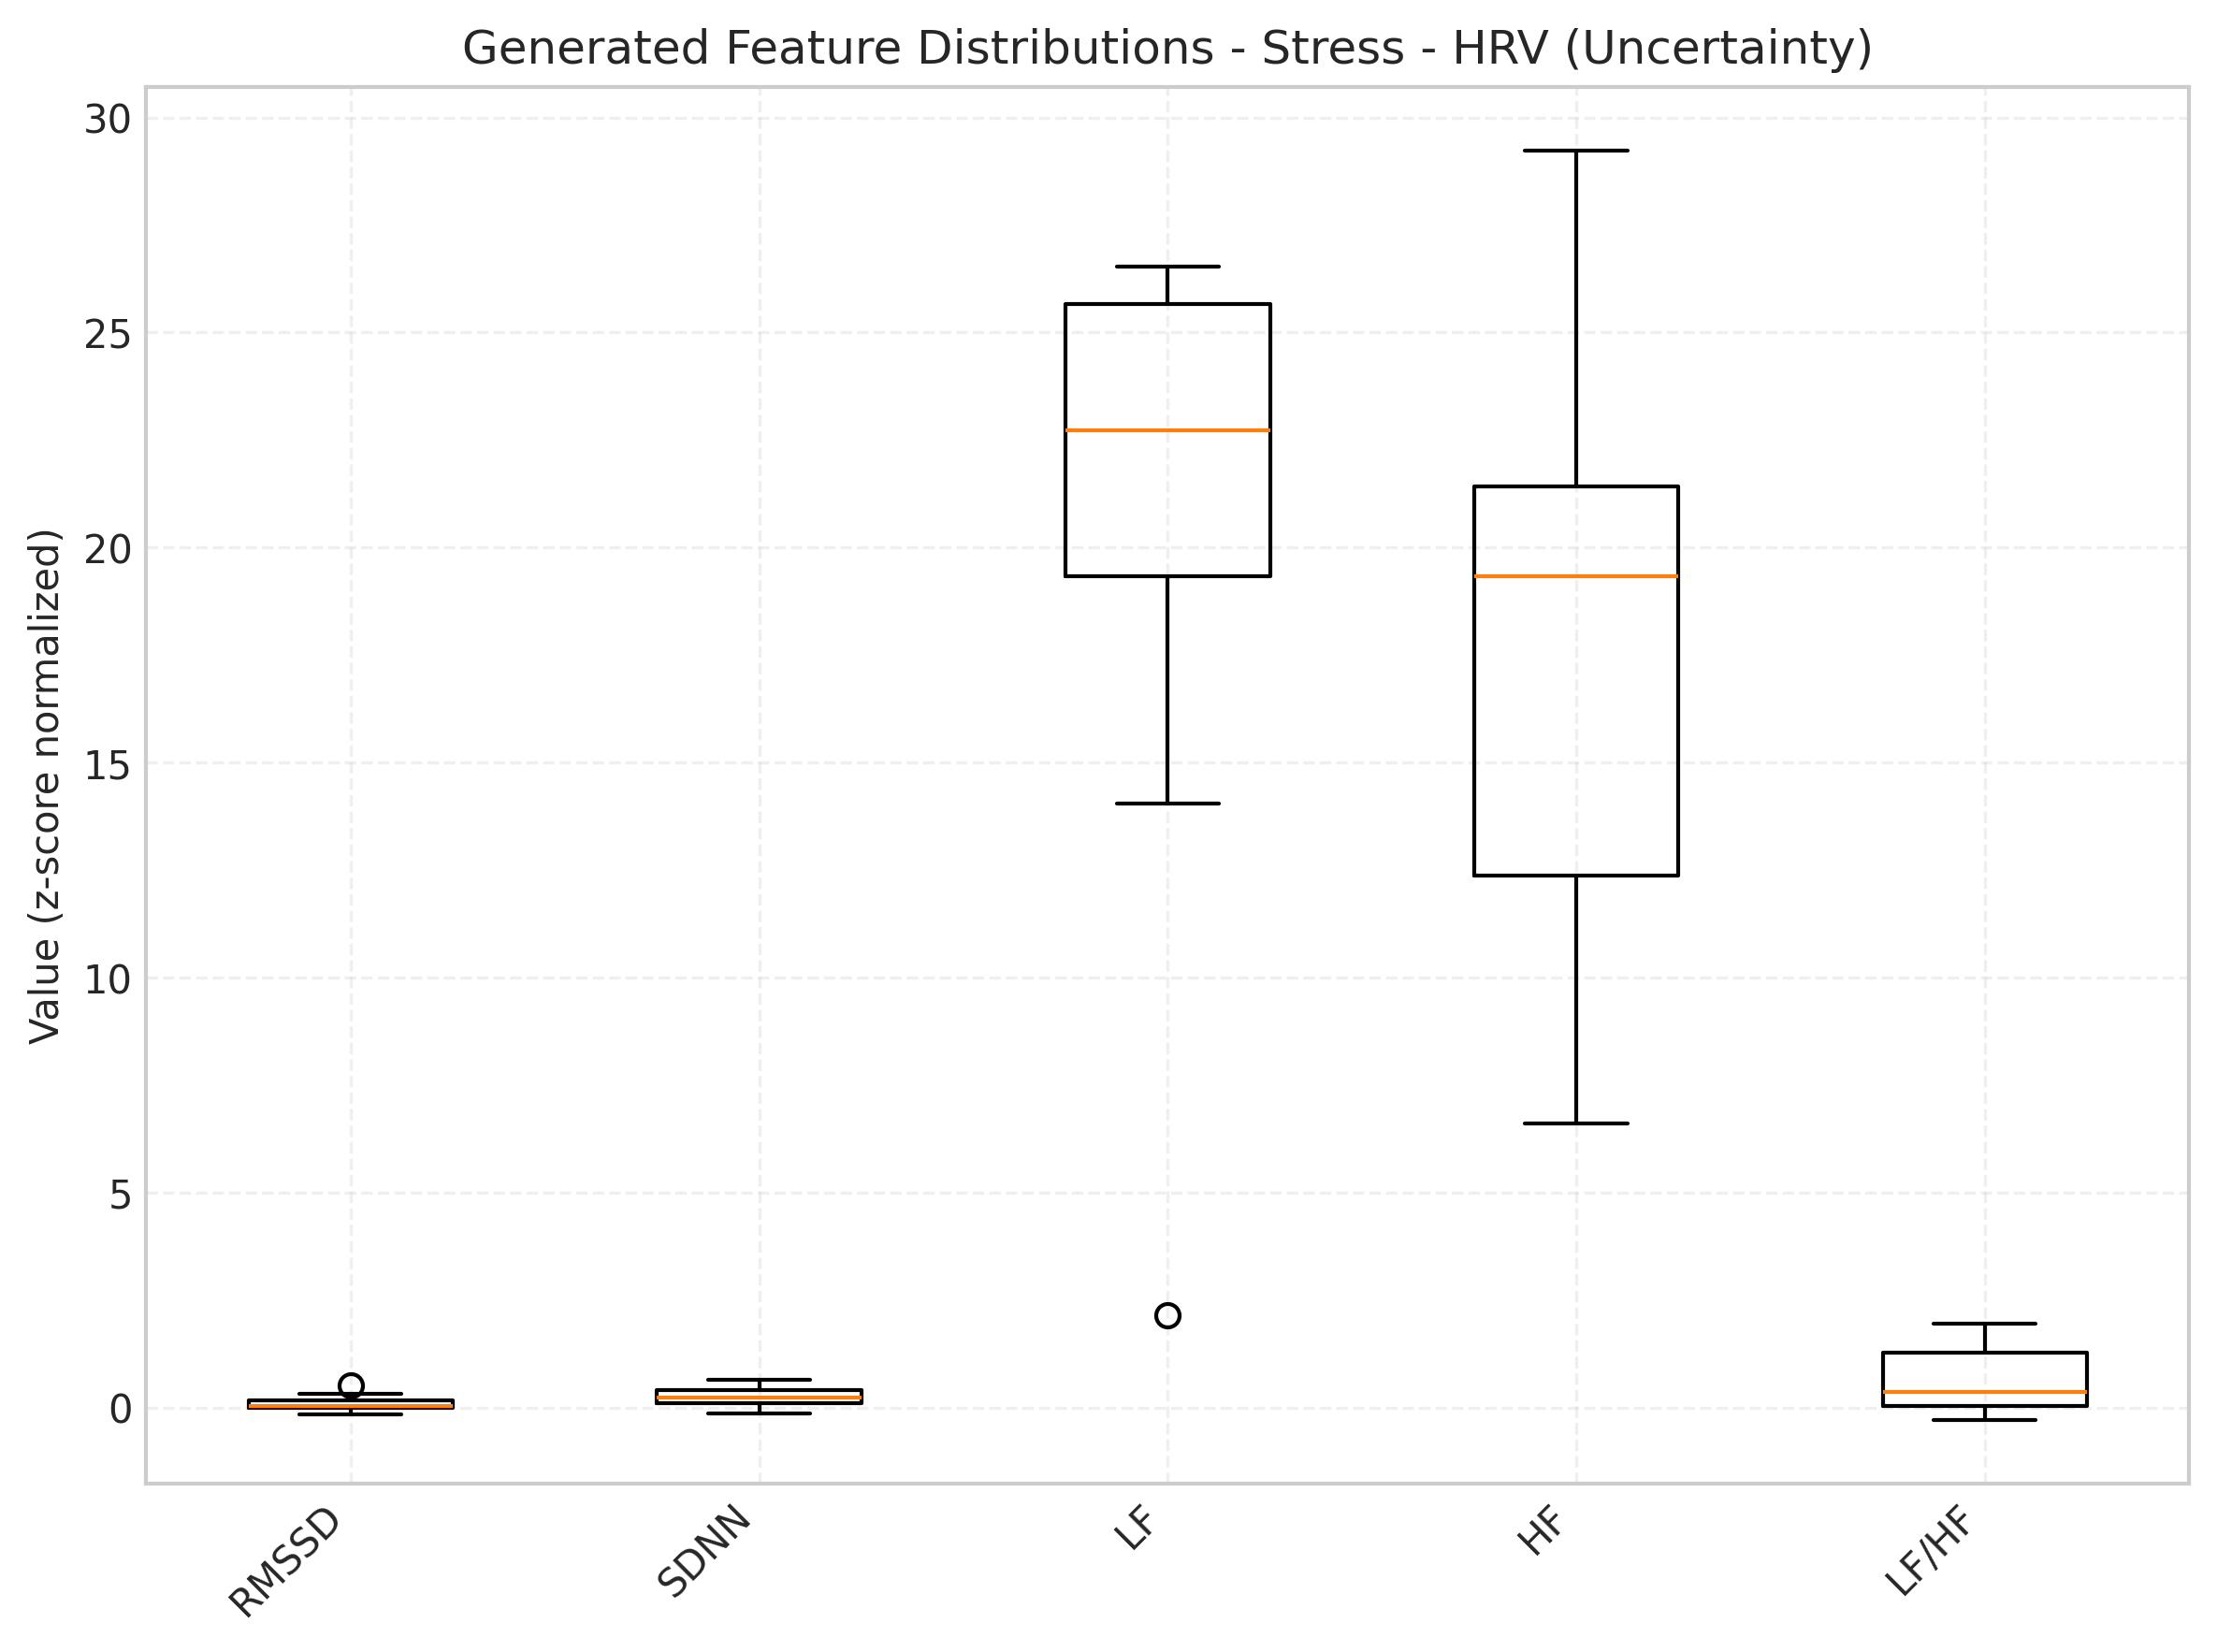 Generated Feature Distributions - Stress - HRV (Uncertainty)
Value (z-score normalized)
30
25
20
15
10
5
0
RMSSD
SDNN
LF
HF
LF/HF